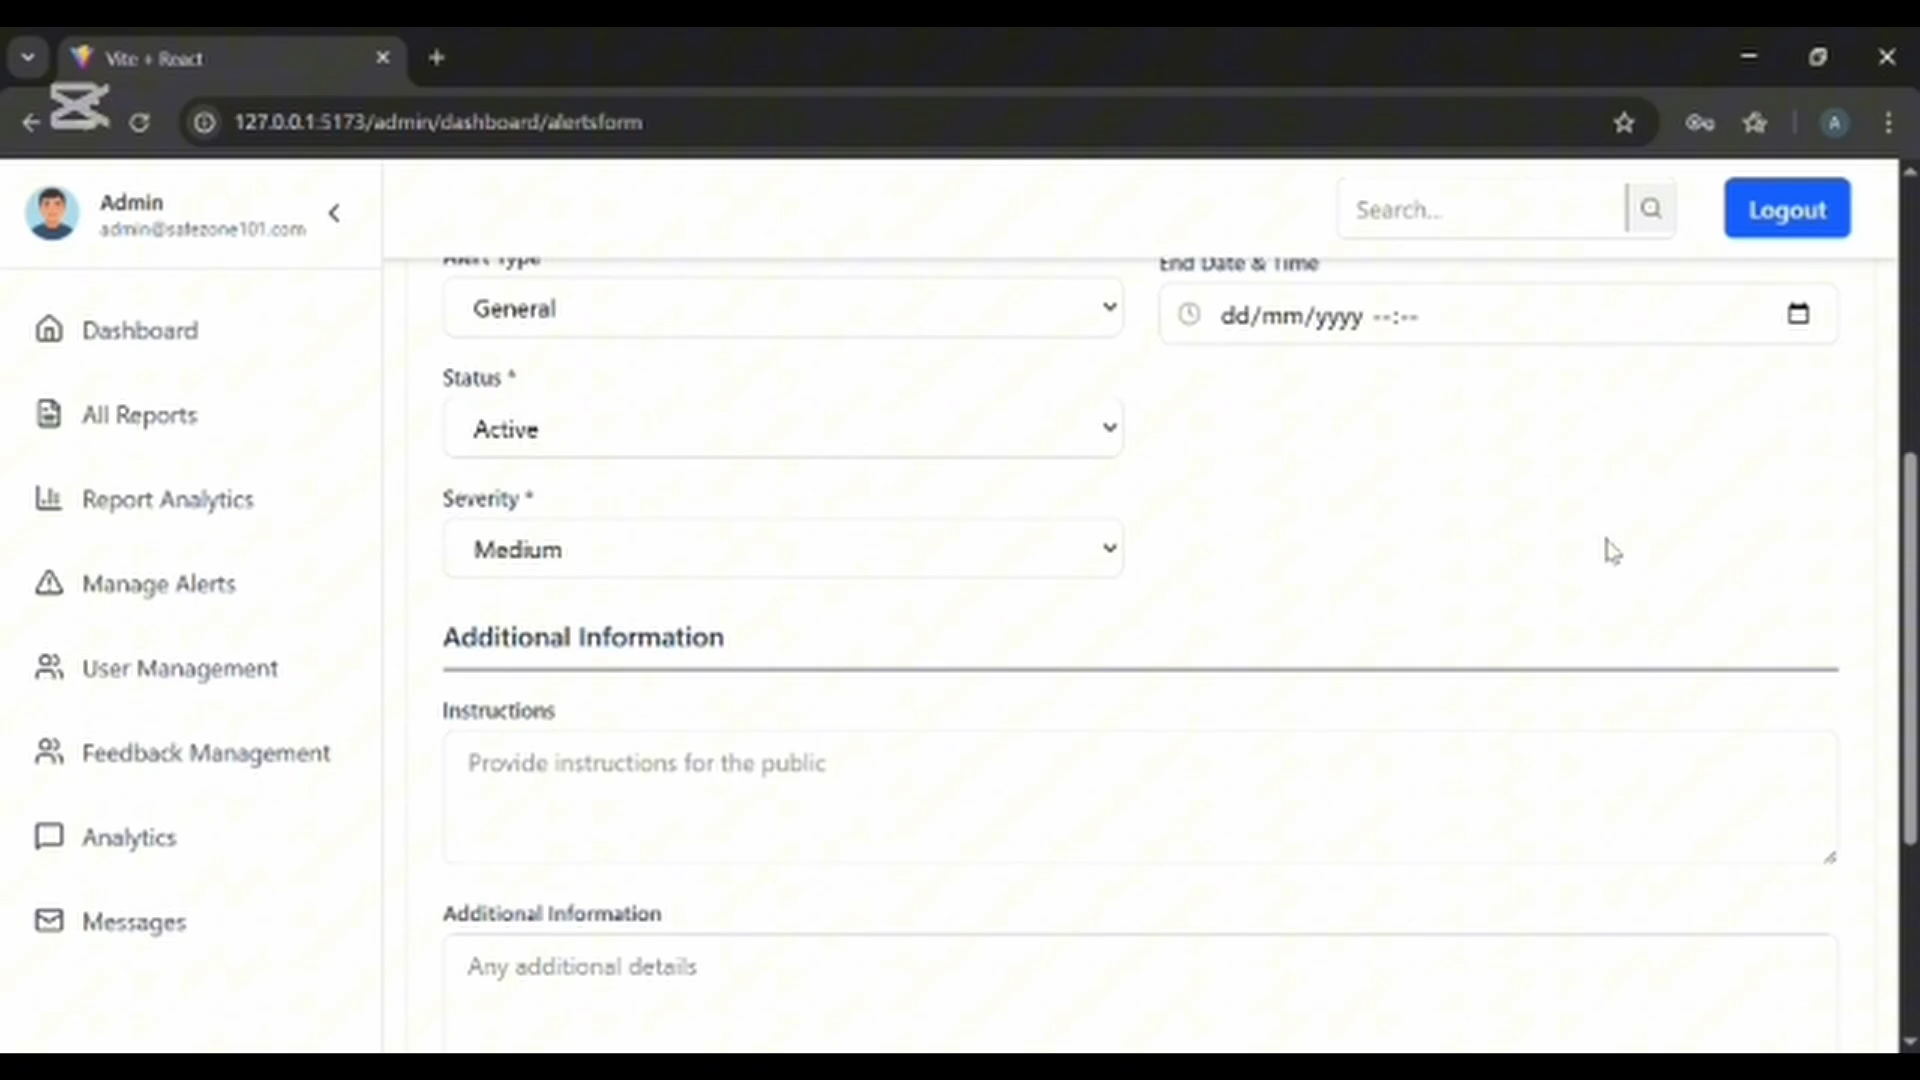 Vite + React
127.0.0.1:5173/admin/dashboard/alertsform
A
Admin
admin@safezone101.com
Search...
Logout
Dashboard
All Reports
Report Analytics
Manage Alerts
User Management
Feedback Management
Analytics
Messages
Alert Type
General
End Date & Time
dd/mm/yyyy --:--
Status *
Active
Severity *
Medium
Additional Information
Instructions
Provide instructions for the public
Additional Information
Any additional details